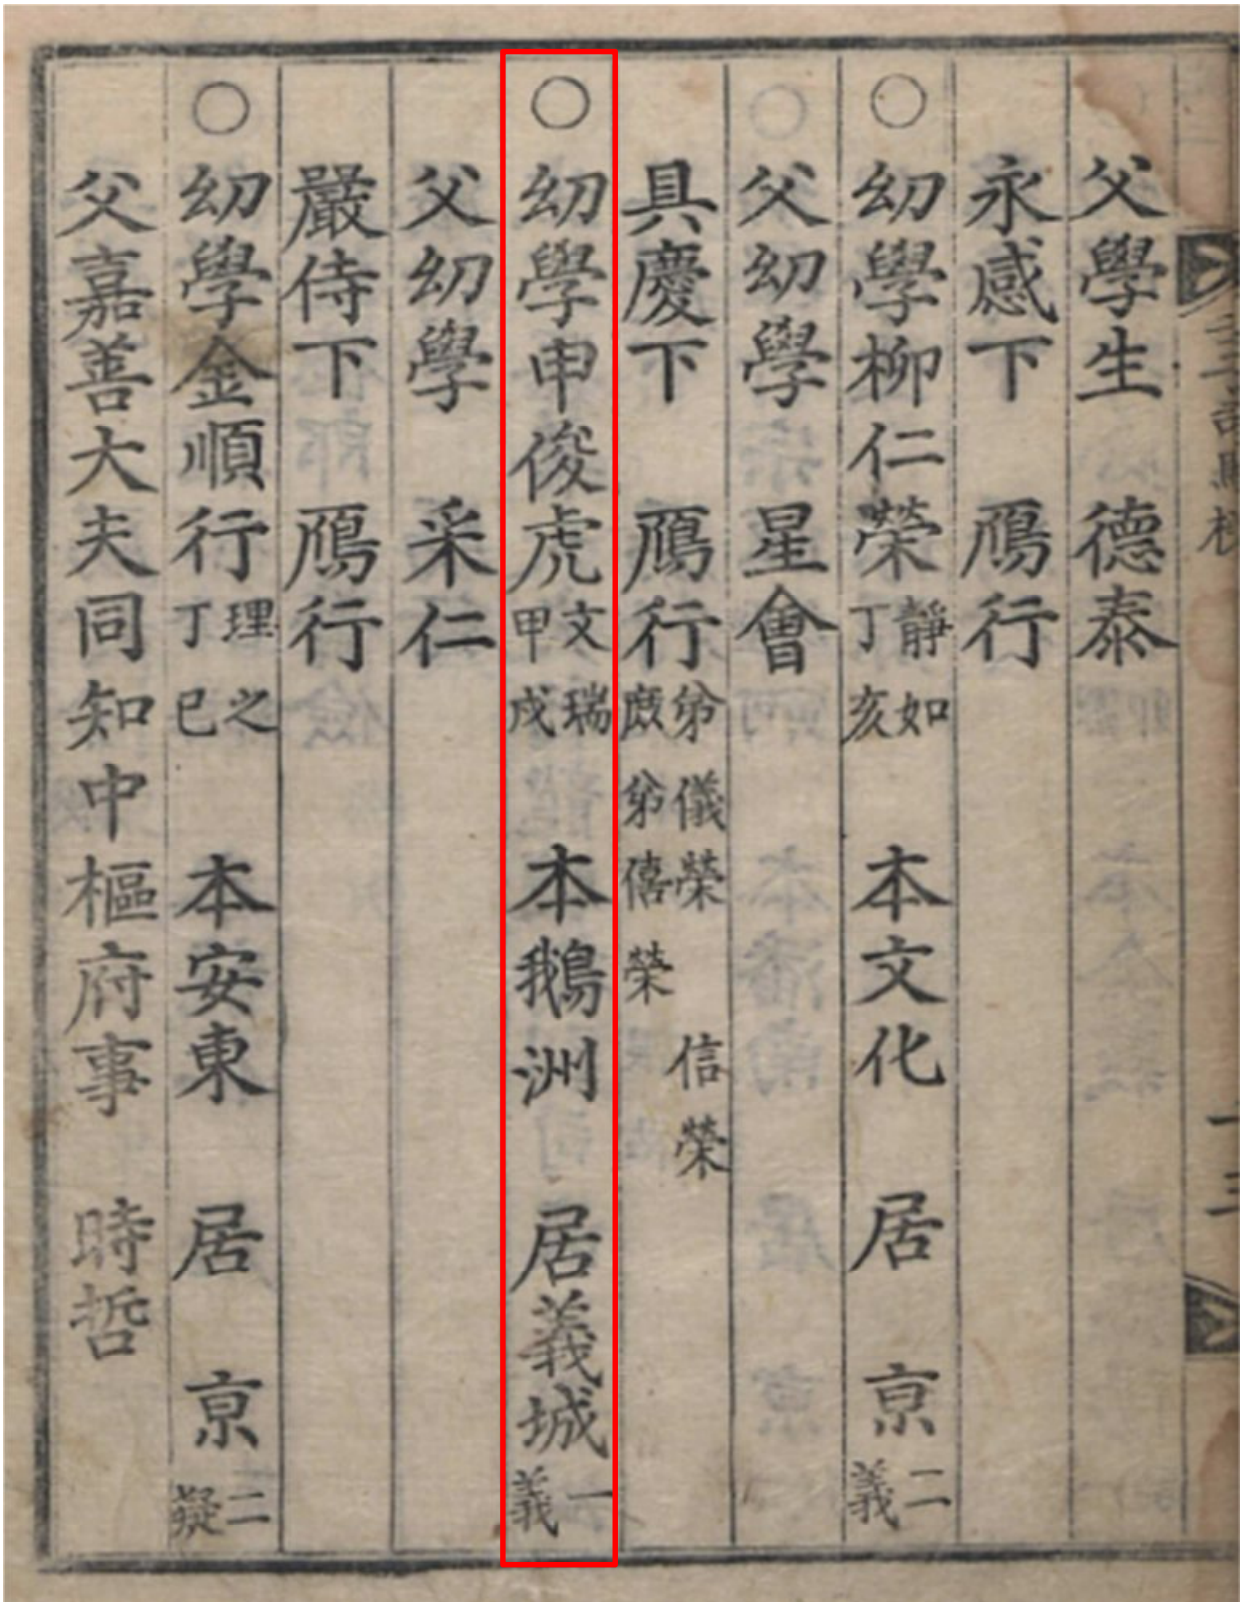 父學生 德泰
永感下 鴈行
○幼學柳仁榮 靜如 丁亥 本文化 居 京 二 義
父幼學 星會
具慶下 鴈行 弟儀榮 信榮 庶弟僖榮
○幼學申俊虎 文瑞 甲戌 本鵝洲 居義城 一 義
父幼學 采仁
嚴侍下 鴈行
○幼學金順行 理之 丁巳 本安東 居 京 二 疑
父嘉善大夫同知中樞府事 時哲